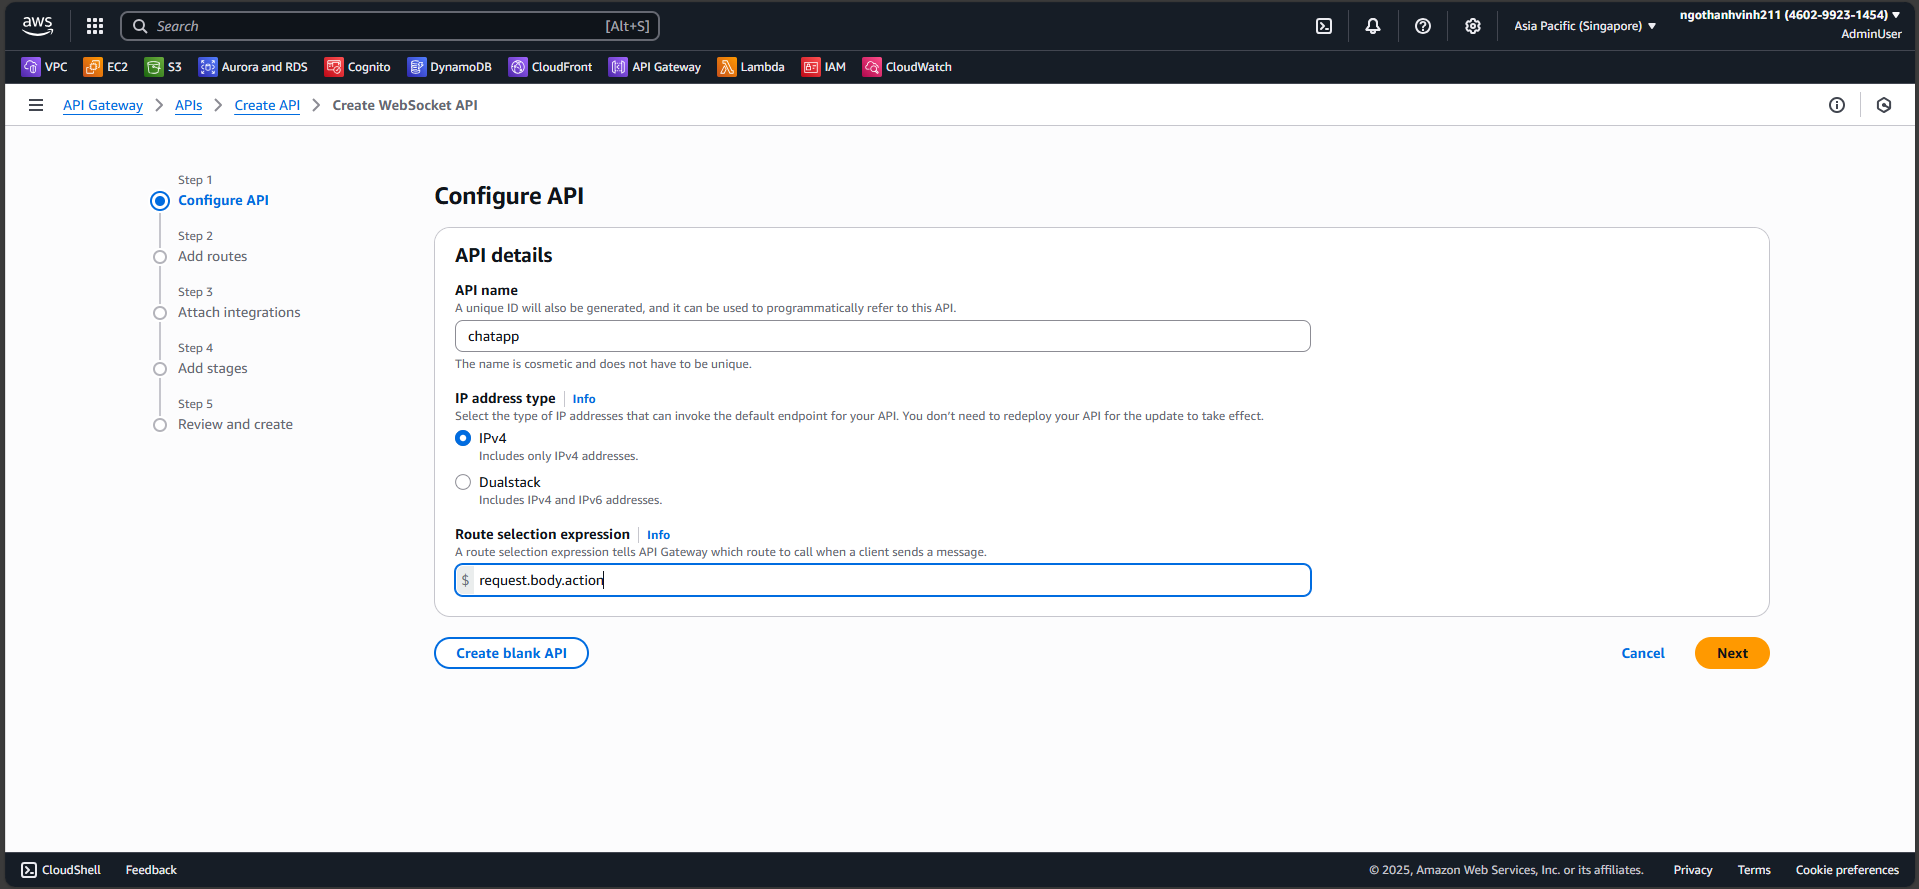 aws
Search
[Alt+S]
Asia Pacific (Singapore)
ngothanhvinh211 (4602-9923-1454)
AdminUser
VPC EC2 S3 Aurora and RDS Cognito DynamoDB CloudFront API Gateway Lambda IAM CloudWatch
API Gateway > APIs > Create API > Create WebSocket API
Step 1
Configure API
Step 2
Add routes
Step 3
Attach integrations
Step 4
Add stages
Step 5
Review and create
Configure API
API details
API name
A unique ID will also be generated, and it can be used to programmatically refer to this API.
chatapp
The name is cosmetic and does not have to be unique.
IP address type | Info
Select the type of IP addresses that can invoke the default endpoint for your API. You don't need to redeploy your API for the update to take effect.
IPv4
Includes only IPv4 addresses.
Dualstack
Includes IPv4 and IPv6 addresses.
Route selection expression | Info
A route selection expression tells API Gateway which route to call when a client sends a message.
$ request.body.action
Create blank API
Cancel
Next
CloudShell Feedback
© 2025, Amazon Web Services, Inc. or its affiliates. Privacy Terms Cookie preferences